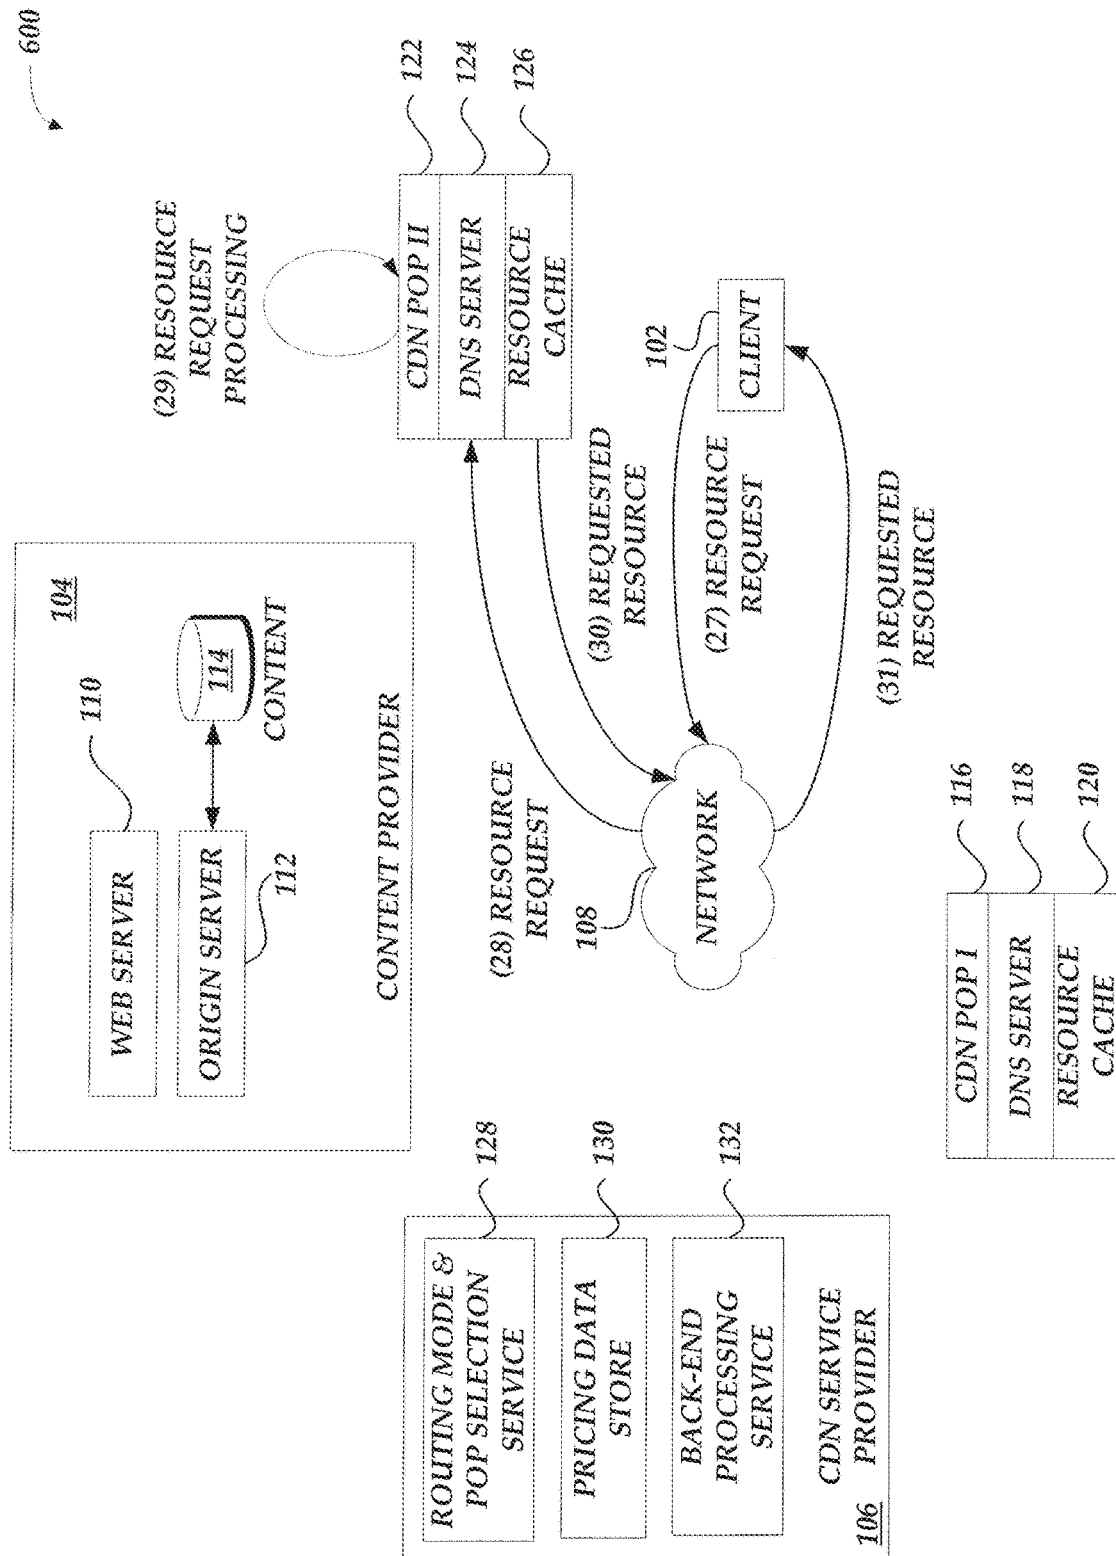 600
104
WEB SERVER
110
ORIGIN SERVER
112
114
CONTENT
CONTENT PROVIDER
(29) RESOURCE
REQUEST
PROCESSING
CDN POP II
122
DNS SERVER
124
RESOURCE
CACHE
126
ROUTING MODE &
POP SELECTION
SERVICE
128
PRICING DATA
STORE
130
BACK-END
PROCESSING
SERVICE
132
CDN SERVICE
PROVIDER
106
(28) RESOURCE
REQUEST
108
NETWORK
(30) REQUESTED
RESOURCE
(27) RESOURCE
REQUEST
102
CLIENT
(31) REQUESTED
RESOURCE
CDN POP I
116
DNS SERVER
118
RESOURCE
CACHE
120